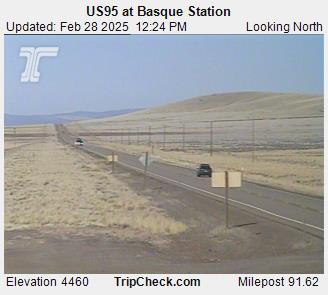 US95 at Basque Station
Updated: Feb 28 2025 12:24 PM Looking North
Elevation 4460 TripCheck.com Milepost 91.62